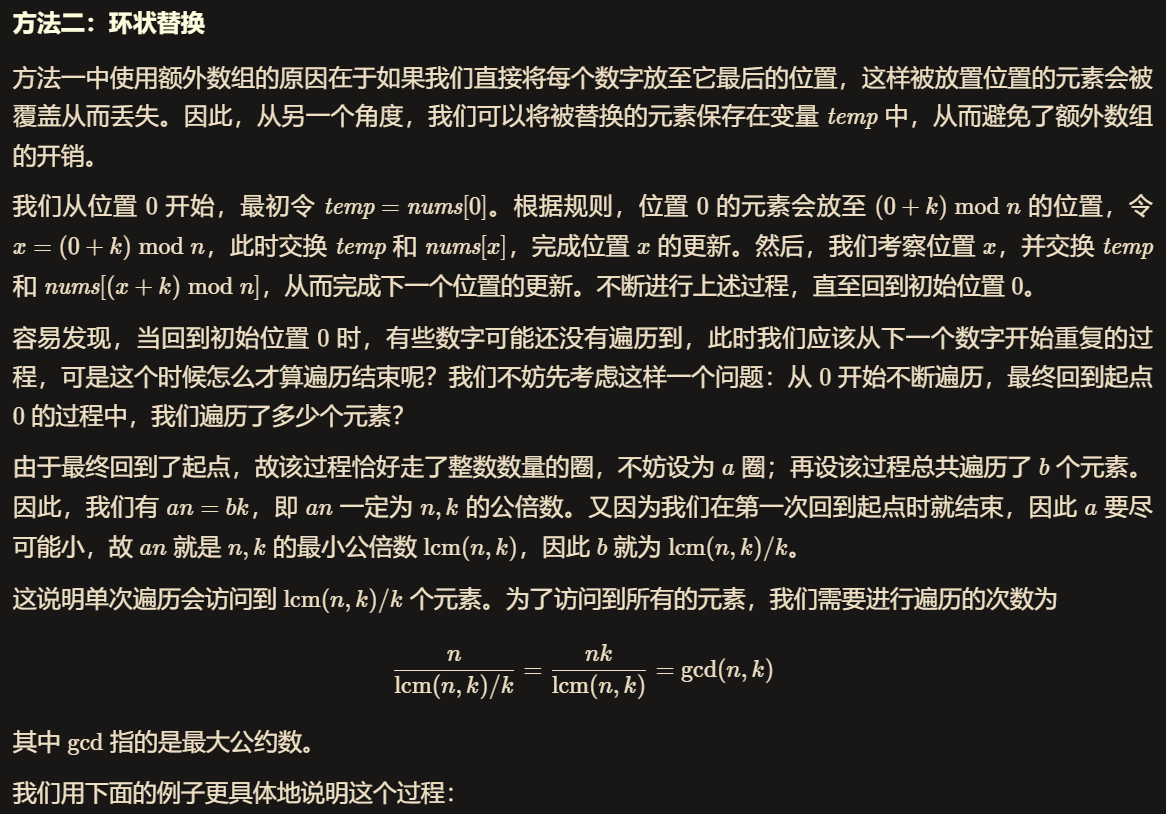 方法二：环状替换
方法一中使用额外数组的原因在于如果我们直接将每个数字放至它最后的位置，这样被放置位置的元素会被
覆盖从而丢失。因此，从另一个角度，我们可以将被替换的元素保存在变量 temp 中，从而避免了额外数组
的开销。
我们从位置 0 开始，最初令 temp = nums[0]。根据规则，位置 0 的元素会放至 (0 + k) mod n 的位置，令
x = (0 + k) mod n，此时交换 temp 和 nums[x]，完成位置 x 的更新。然后，我们考察位置 x，并交换 temp
和 nums[(x + k) mod n]，从而完成下一个位置的更新。不断进行上述过程，直至回到初始位置 0。
容易发现，当回到初始位置 0 时，有些数字可能还没有遍历到，此时我们应该从下一个数字开始重复的过
程，可是这个时候怎么才算遍历结束呢？我们不妨先考虑这样一个问题：从 0 开始不断遍历，最终回到起点
0 的过程中，我们遍历了多少个元素？
由于最终回到了起点，故该过程恰好走了整数数量的圈，不妨设为 a 圈；再设该过程总共遍历了 b 个元素。
因此，我们有 an = bk，即 an 一定为 n, k 的公倍数。又因为我们在第一次回到起点时就结束，因此 a 要尽
可能小，故 an 就是 n, k 的最小公倍数 lcm(n, k)，因此 b 就为 lcm(n, k)/k。
这说明单次遍历会访问到 lcm(n, k)/k 个元素。为了访问到所有的元素，我们需要进行遍历的次数为
n / (lcm(n, k)/k) = nk / lcm(n, k) = gcd(n, k)
其中 gcd 指的是最大公约数。
我们用下面的例子更具体地说明这个过程：